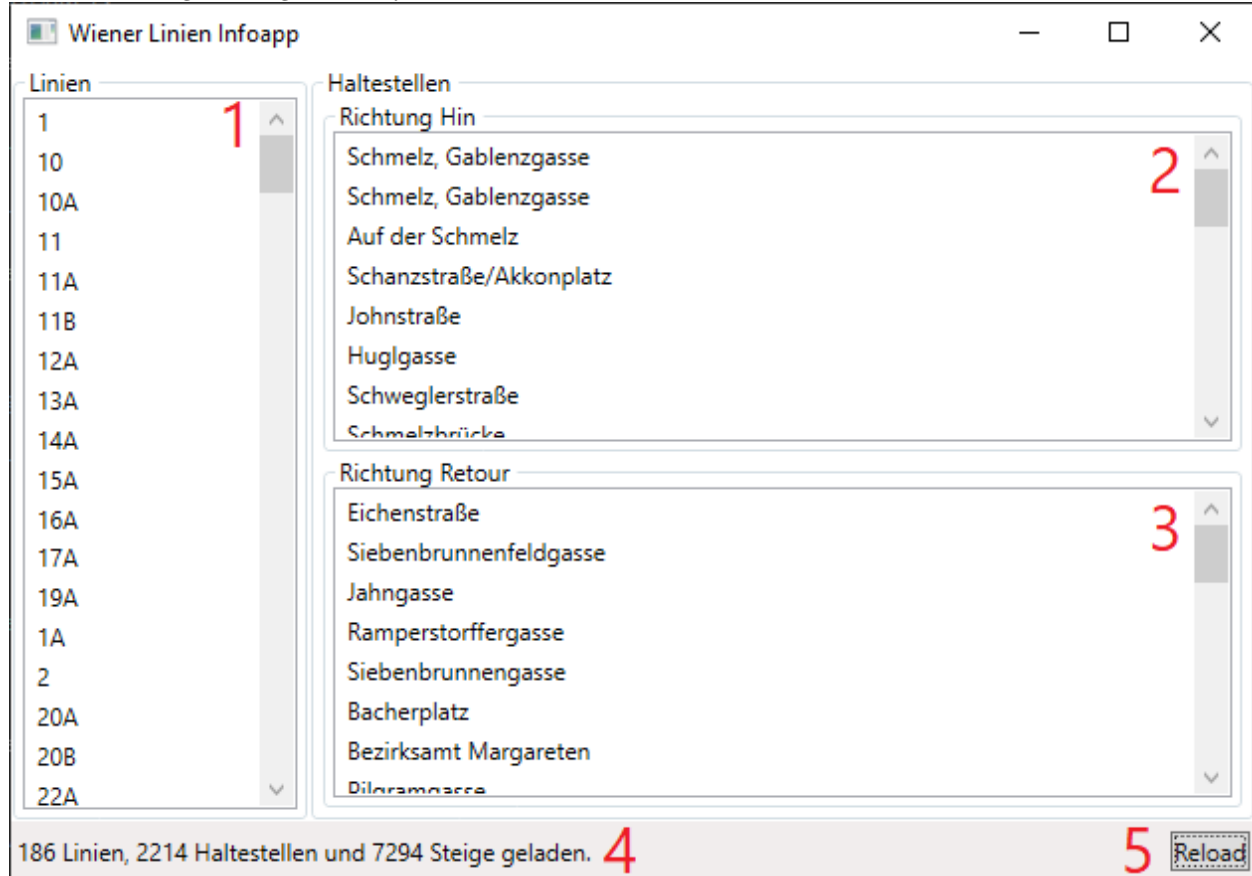 Wiener Linien Infoapp
Linien
1
1
10
10A
11
11A
11B
12A
13A
14A
15A
16A
17A
19A
1A
2
20A
20B
22A
Haltestellen
Richtung Hin
2
Schmelz, Gablenzgasse
Schmelz, Gablenzgasse
Auf der Schmelz
Schanzstraße/Akkonplatz
Johnstraße
Huglgasse
Schweglerstraße
Schmelzbrücke
Richtung Retour
3
Eichenstraße
Siebenbrunnenfeldgasse
Jahngasse
Ramperstorffergasse
Siebenbrunnengasse
Bacherplatz
Bezirksamt Margareten
Pilgramgasse
186 Linien, 2214 Haltestellen und 7294 Steige geladen. 4
5 Reload